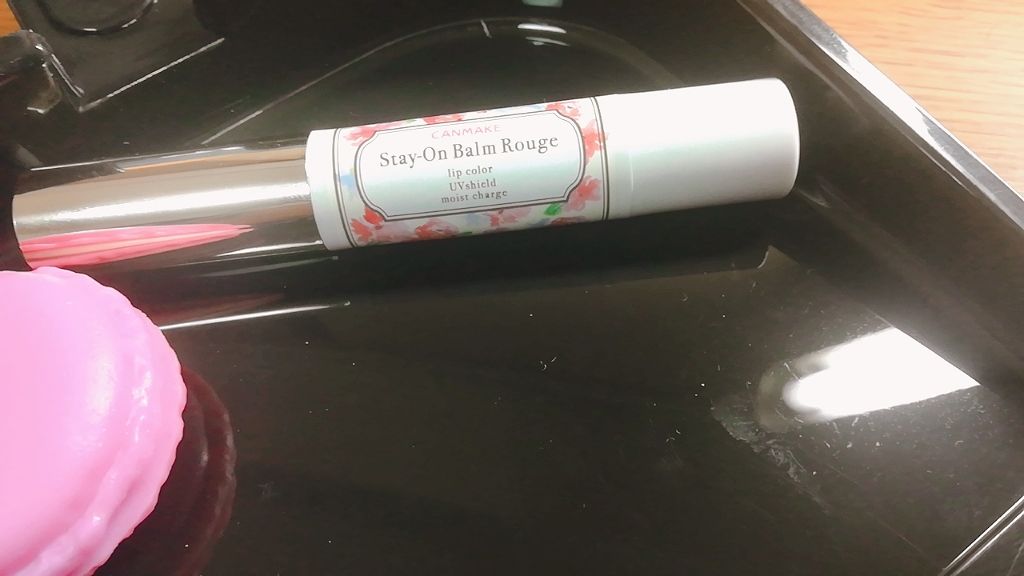 CANMAKE
Stay-On Balm Rouge
lip color
UVshield
moist charge